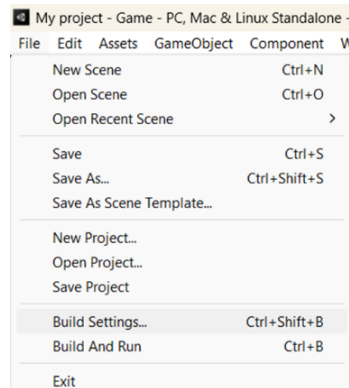 My project - Game - PC, Mac & Linux Standalone -
File Edit Assets GameObject Component
New Scene Ctrl+N
Open Scene Ctrl+O
Open Recent Scene >
Save Ctrl+S
Save As... Ctrl+Shift+S
Save As Scene Template...
New Project...
Open Project...
Save Project
Build Settings... Ctrl+Shift+B
Build And Run Ctrl+B
Exit